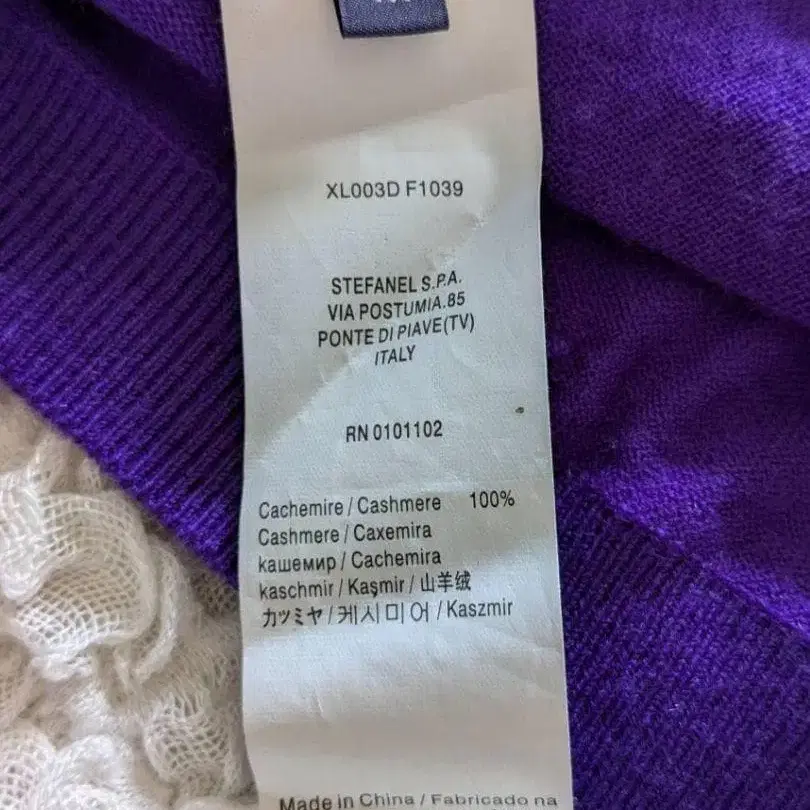 XL003D F1039
STEFANEL S.P.A.
VIA POSTUMIA.85
PONTE DI PIAVE(TV)
ITALY
RN 0101102
Cachemire / Cashmere 100%
Cashmere / Caxemira
кашемир / Cachemira
kaschmir / Kaşmir / 山羊绒
カツミヤ / 케시미어 / Kaszmir
Made in China / Fabricado na